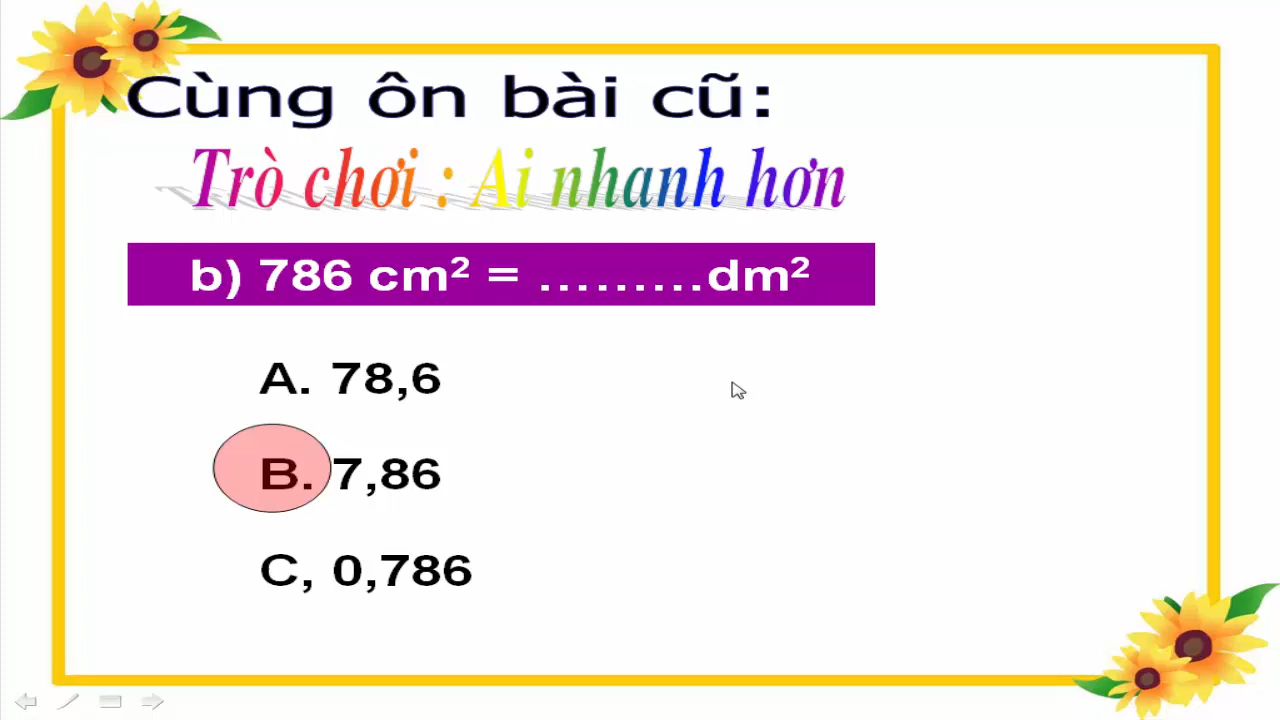 Cùng ôn bài cũ:
Trò chơi : Ai nhanh hơn
b) 786 cm² = .........dm²
A. 78,6
B. 7,86
C, 0,786